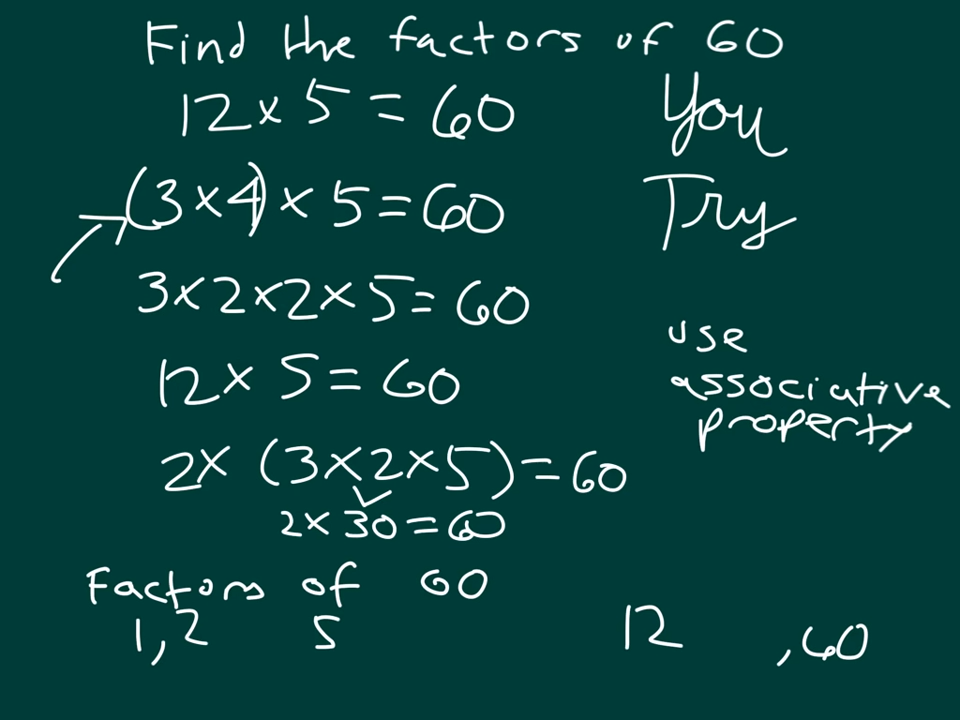 Find the factors of 60
12 x 5 = 60
You
(3 x 4) x 5 = 60
Try
3 x 2 x 2 x 5 = 60
use
associative
property
12 x 5 = 60
2 x (3 x 2 x 5) = 60
2 x 30 = 60
Factors of 60
1, 2 5 12 , 60